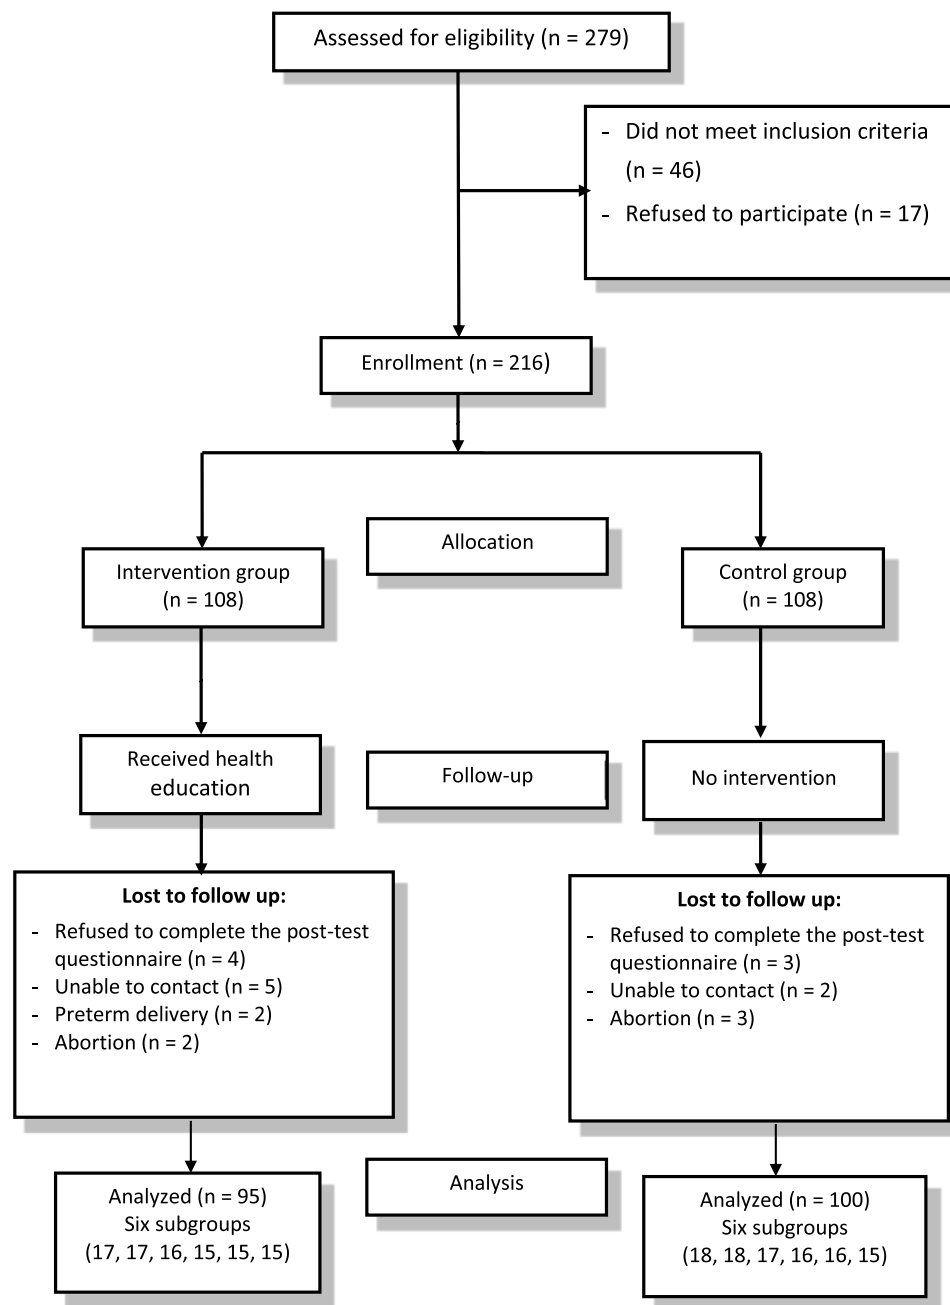 Assessed for eligibility (n = 279)
- Did not meet inclusion criteria
(n = 46)
- Refused to participate (n = 17)
Enrollment (n = 216)
Allocation
Intervention group
(n = 108)
Control group
(n = 108)
Received health
education
Follow-up
No intervention
Lost to follow up:
- Refused to complete the post-test
questionnaire (n = 4)
- Unable to contact (n = 5)
- Preterm delivery (n = 2)
- Abortion (n = 2)
Lost to follow up:
- Refused to complete the post-test
questionnaire (n = 3)
- Unable to contact (n = 2)
- Abortion (n = 3)
Analysis
Analyzed (n = 95)
Six subgroups
(17, 17, 16, 15, 15, 15)
Analyzed (n = 100)
Six subgroups
(18, 18, 17, 16, 16, 15)